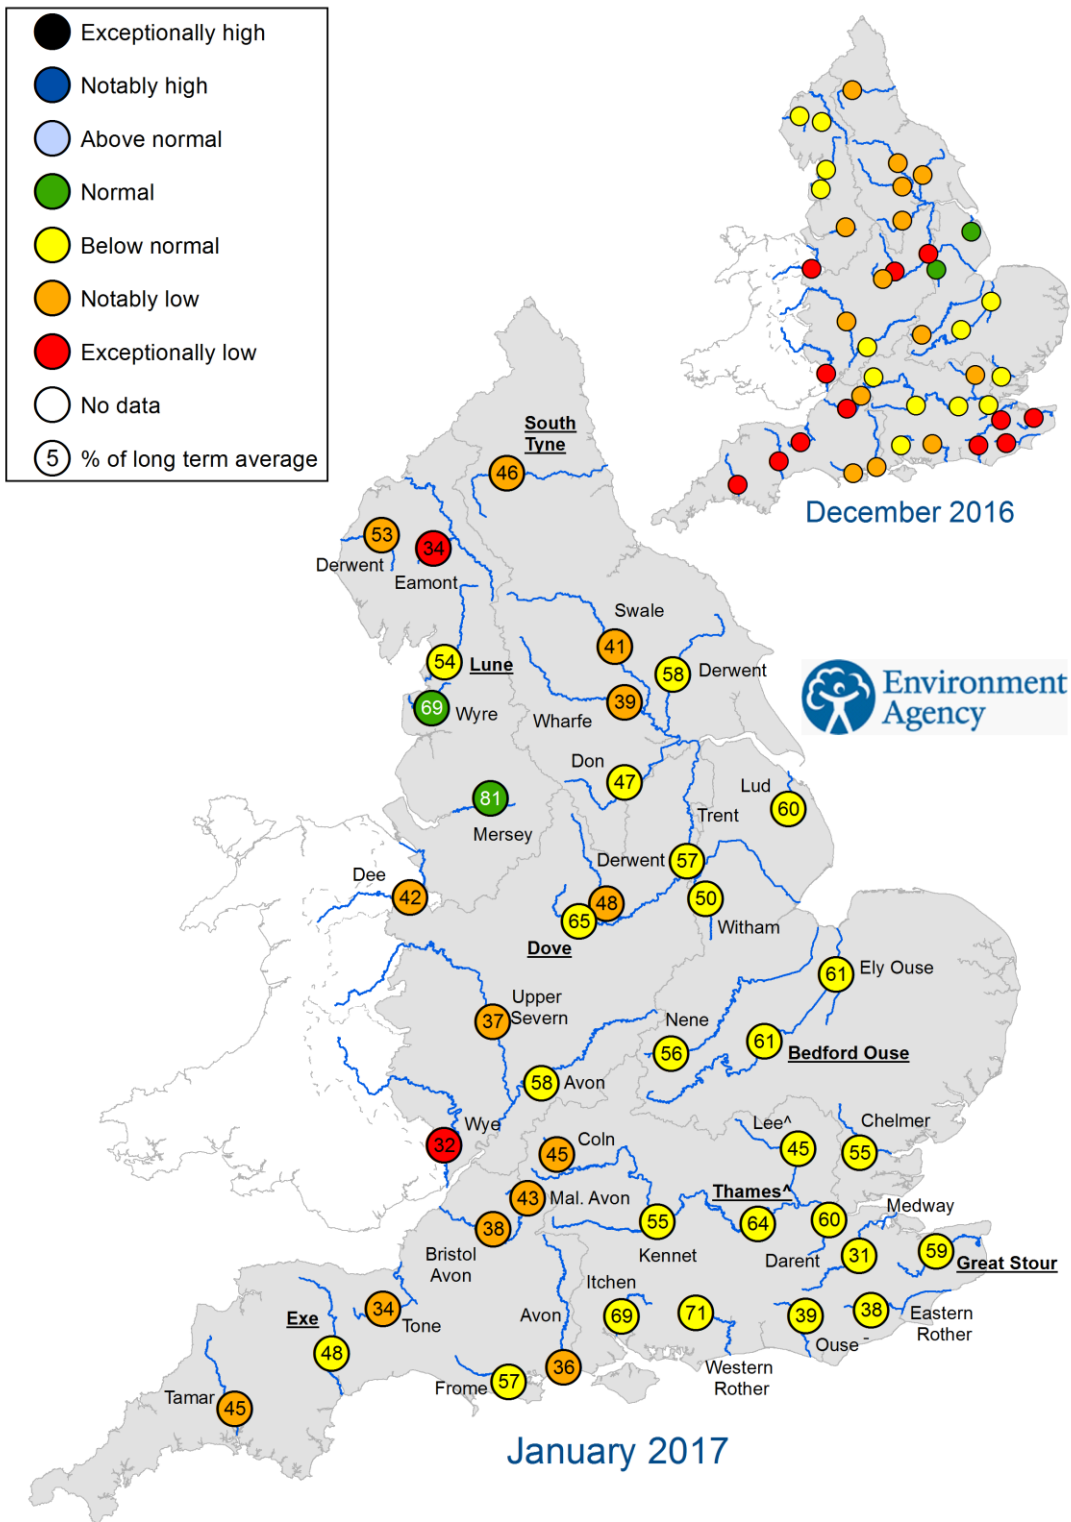 Exceptionally high
Notably high
Above normal
Normal
Below normal
Notably low
Exceptionally low
No data
5 % of long term average
December 2016
South
Tyne
46
53
34
Derwent
Eamont
Swale
41
54
Lune
58
Derwent
69
Wyre
39
Wharfe
Environment
Agency
Don
47
Lud
60
81
Mersey
Trent
Derwent
57
Dee
42
48
50
65
Witham
Dove
Ely Ouse
61
Upper
Severn
37
Nene
56
61
Bedford Ouse
58
Avon
Wye
32
Coln
45
Lee^
45
Chelmer
55
43
Mal. Avon
Thames^
Medway
38
55
64
60
Bristol
Avon
Kennet
Darent
31
59
Great Stour
Itchen
34
Tone
Exe
Avon
69
71
39
38
Eastern
Rother
Ouse -
48
36
Western
Rother
Frome
57
Tamar
45
January 2017